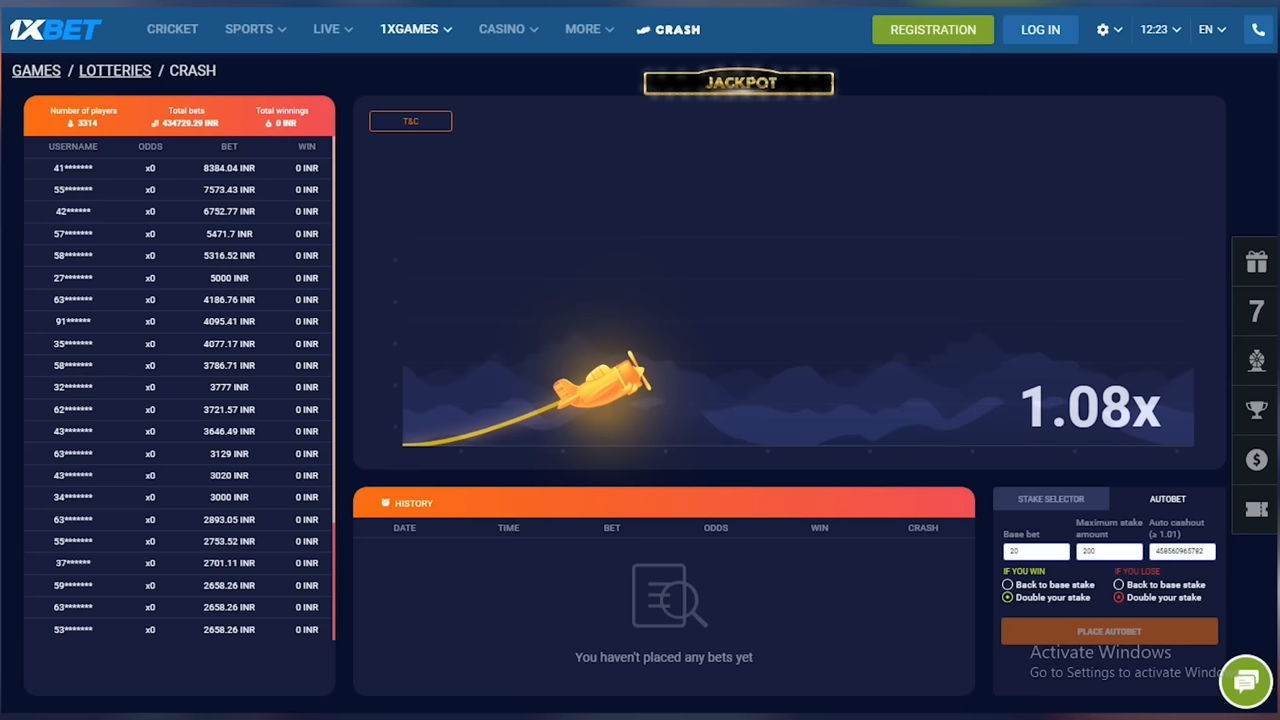 1XBET CRICKET SPORTS LIVE 1XGAMES CASINO MORE CRASH REGISTRATION LOG IN 12:23 EN
GAMES / LOTTERIES / CRASH
JACKPOT
Number of players Total bets Total winnings
3314 434729.29 INR 0 INR
T&C
USERNAME ODDS BET WIN
41******* x0 8384.04 INR 0 INR
55******* x0 7573.43 INR 0 INR
42****** x0 6752.77 INR 0 INR
57******* x0 5471.7 INR 0 INR
58******* x0 5316.52 INR 0 INR
27******* x0 5000 INR 0 INR
63******* x0 4186.76 INR 0 INR
91****** x0 4095.41 INR 0 INR
35******* x0 4077.17 INR 0 INR
58******* x0 3786.71 INR 0 INR
32******* x0 3777 INR 0 INR
62******* x0 3721.57 INR 0 INR
43******* x0 3646.49 INR 0 INR
63******* x0 3129 INR 0 INR
43******* x0 3020 INR 0 INR
34******* x0 3000 INR 0 INR
63******* x0 2893.05 INR 0 INR
55******* x0 2753.52 INR 0 INR
37****** x0 2701.11 INR 0 INR
59******* x0 2658.26 INR 0 INR
63******* x0 2658.26 INR 0 INR
53******* x0 2658.26 INR 0 INR
1.08x
7
HISTORY
DATE TIME BET ODDS WIN CRASH
You haven't placed any bets yet
STAKE SELECTOR AUTOBET
Base bet Maximum stake amount Auto cashout (≥ 1.01)
20 200 458560965782
IF YOU WIN IF YOU LOSE
Back to base stake Back to base stake
Double your stake Double your stake
PLACE AUTOBET
Activate Windows
Go to Settings to activate Windo